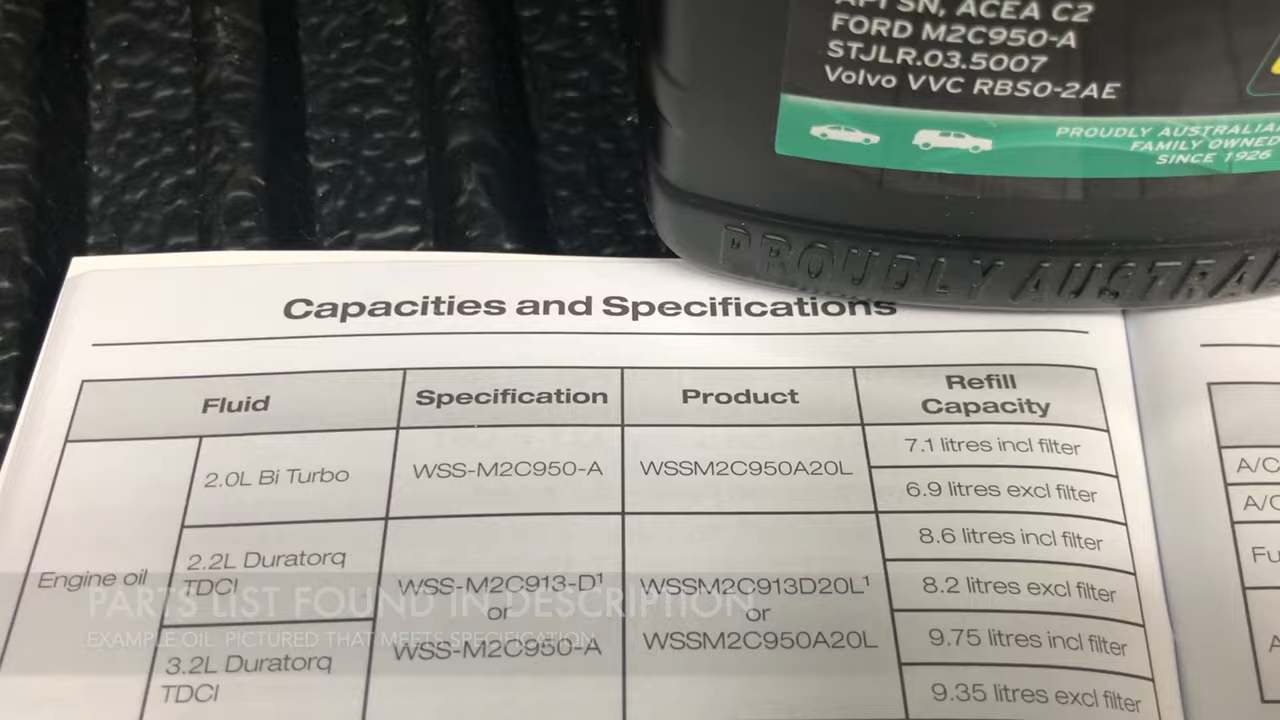 API SN, ACEA C2
FORD M2C950-A
STJLR.03.5007
Volvo VVC RBS0-2AE
PROUDLY AUSTRALIAN
FAMILY OWNED
SINCE 1926
PROUDLY AUSTRA
Capacities and Specifications
Fluid
Specification
Product
Refill
Capacity
Engine oil
2.0L Bi Turbo
WSS-M2C950-A
WSSM2C950A20L
7.1 litres incl filter
6.9 litres excl filter
2.2L Duratorq
TDCI
WSS-M2C913-D¹
or
WSS-M2C950-A
WSSM2C913D20L¹
or
WSSM2C950A20L
8.6 litres incl filter
8.2 litres excl filter
3.2L Duratorq
TDCI
9.75 litres incl filter
9.35 litres excl filter
A/C
A/C
Fu
A
PARTS LIST FOUND IN DESCRIPTION
EXAMPLE OIL PICTURED THAT MEETS SPECIFICATION